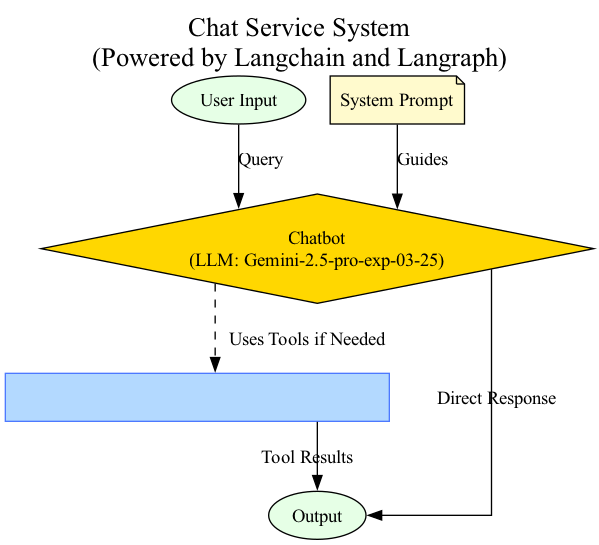 Chat Service System
(Powered by Langchain and Langraph)
User Input
System Prompt
Query
Guides
Chatbot
(LLM: Gemini-2.5-pro-exp-03-25)
Uses Tools if Needed
Direct Response
Tool Results
Output